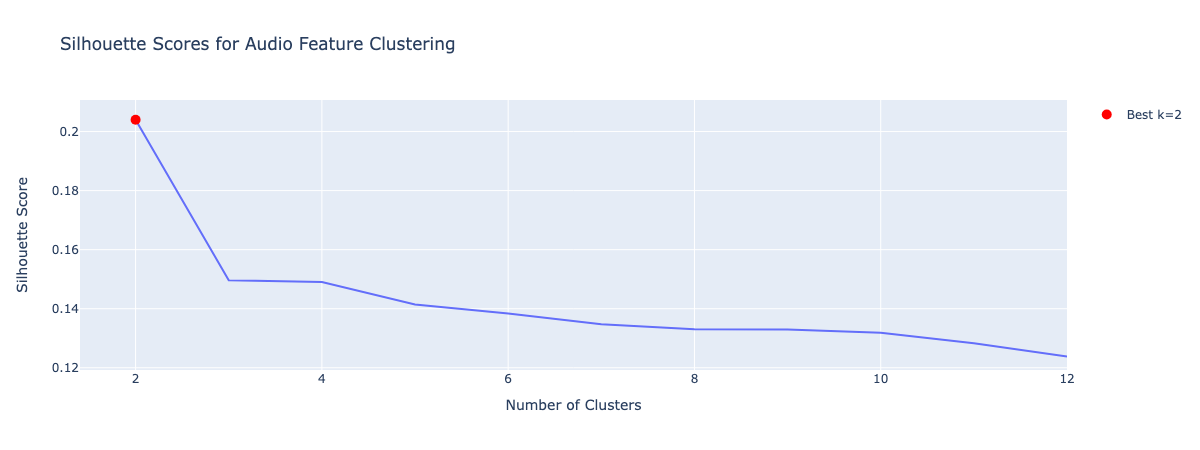 Silhouette Scores for Audio Feature Clustering
Best k=2
Silhouette Score
0.2
0.18
0.16
0.14
0.12
2 4 6 8 10 12
Number of Clusters